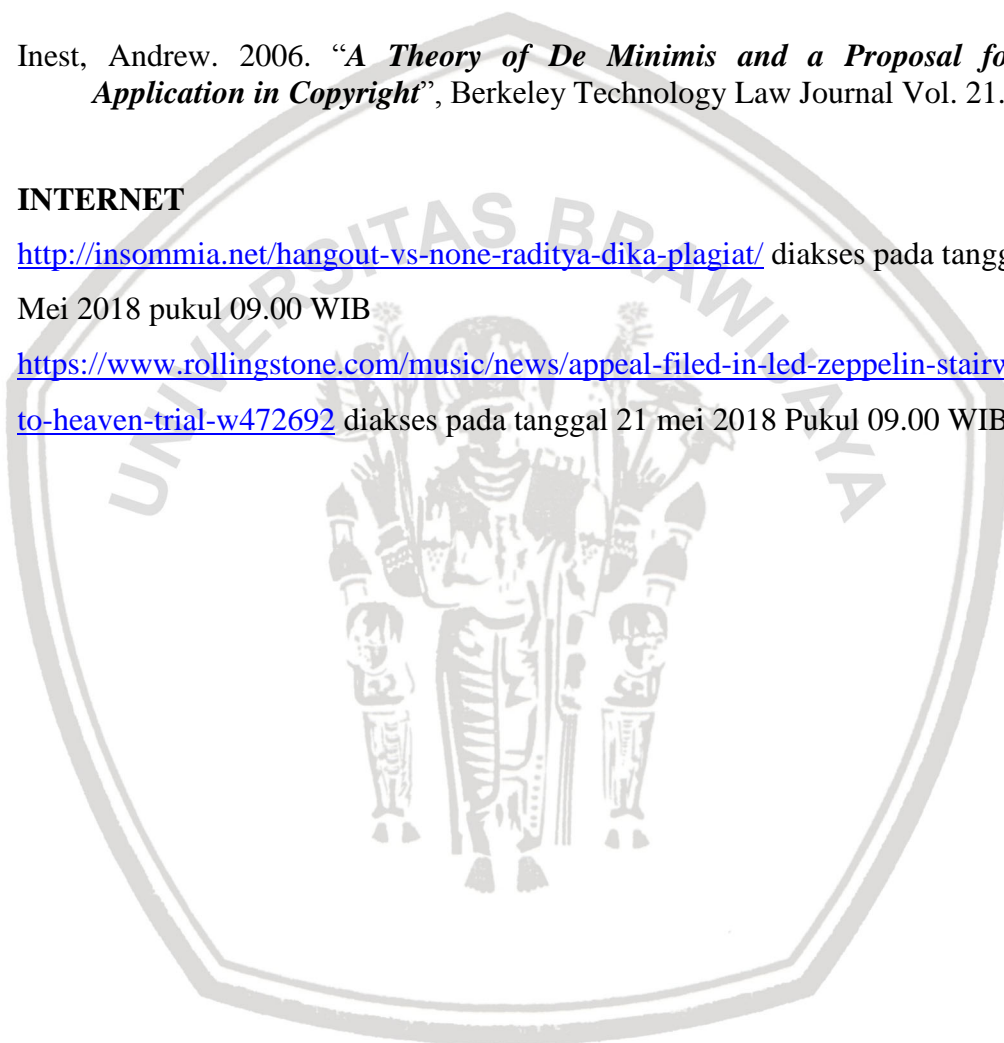 Inest, Andrew. 2006. “A Theory of De Minimis and a Proposal fo
Application in Copyright”, Berkeley Technology Law Journal Vol. 21.
INTERNET
http://insommia.net/hangout-vs-none-raditya-dika-plagiat/ diakses pada tangg
Mei 2018 pukul 09.00 WIB
https://www.rollingstone.com/music/news/appeal-filed-in-led-zeppelin-stairw
to-heaven-trial-w472692 diakses pada tanggal 21 mei 2018 Pukul 09.00 WIB
UNIVERSITAS BRAWIJAYA